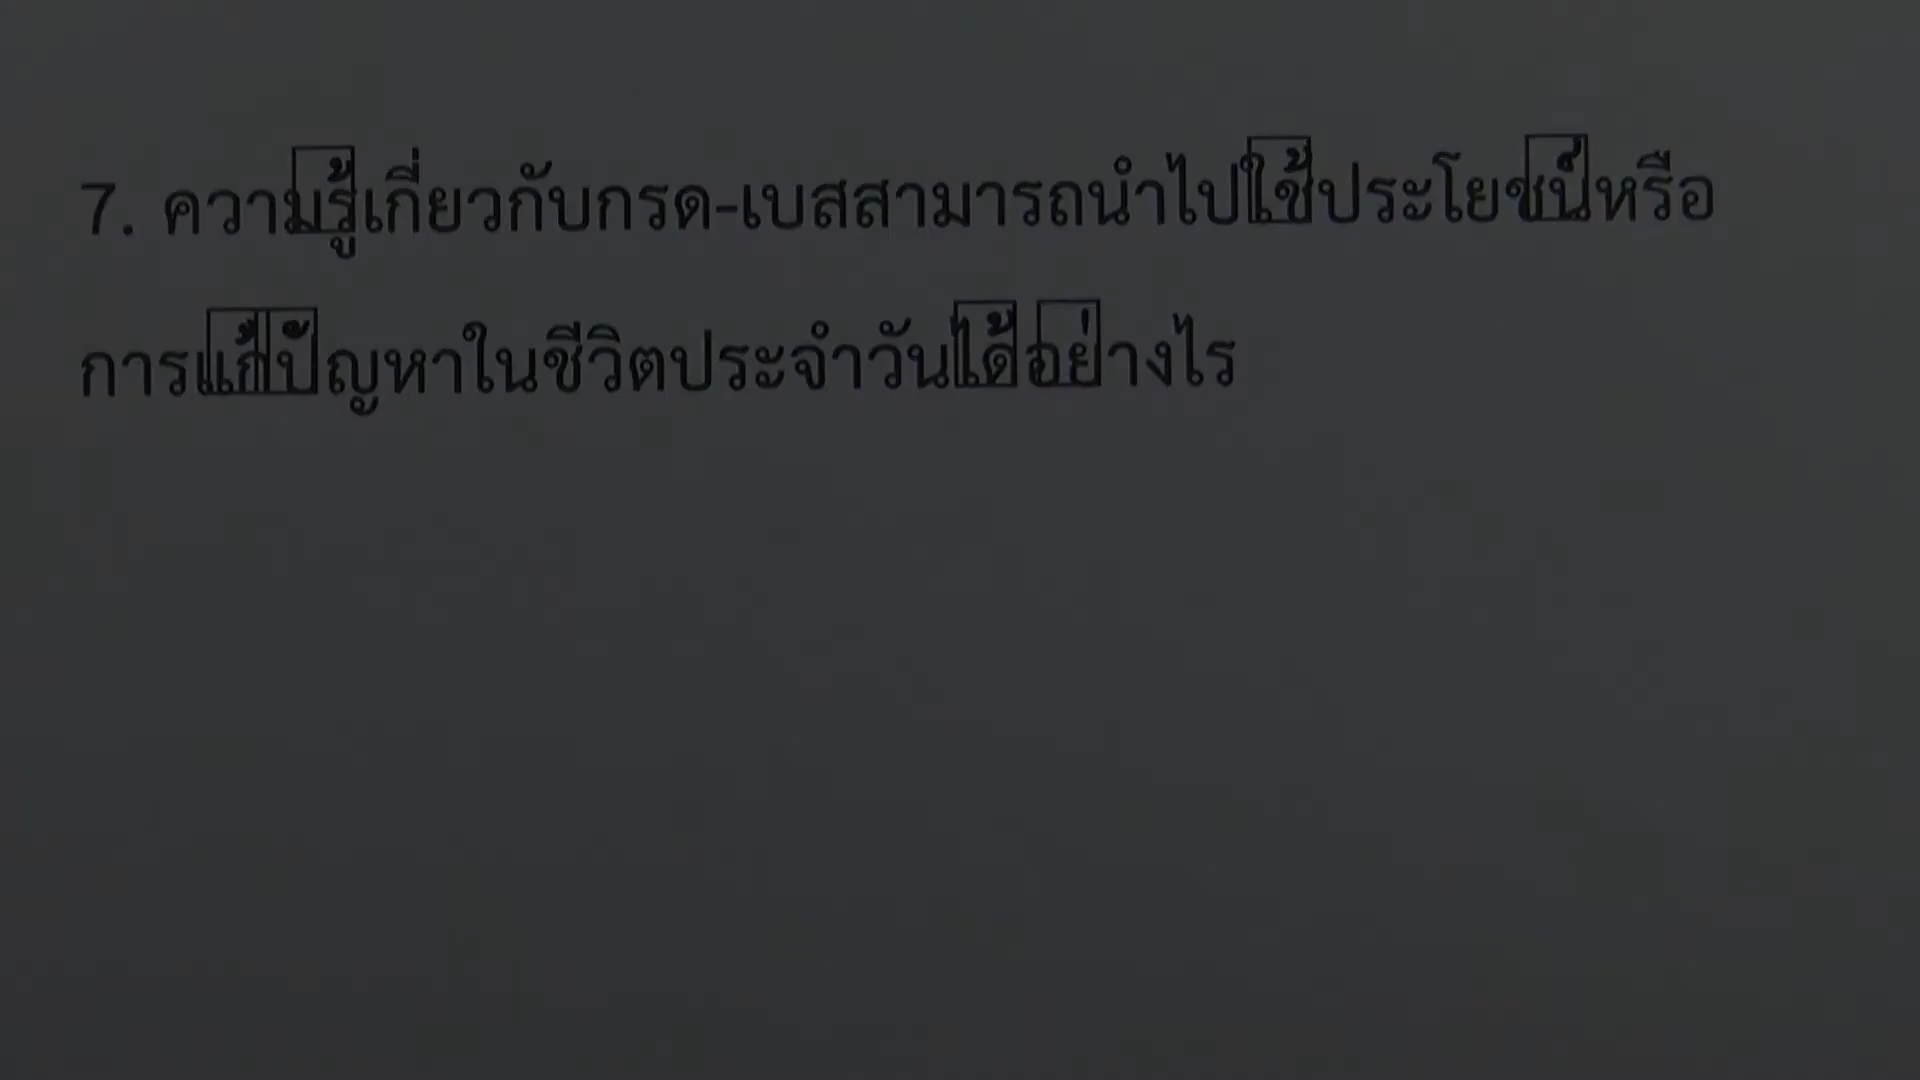 7. ความรู้เกี่ยวกับกรด-เบสสามารถนำไปใช้ประโยชน์หรือ
การแก้ปัญหาในชีวิตประจำวันได้อย่างไร